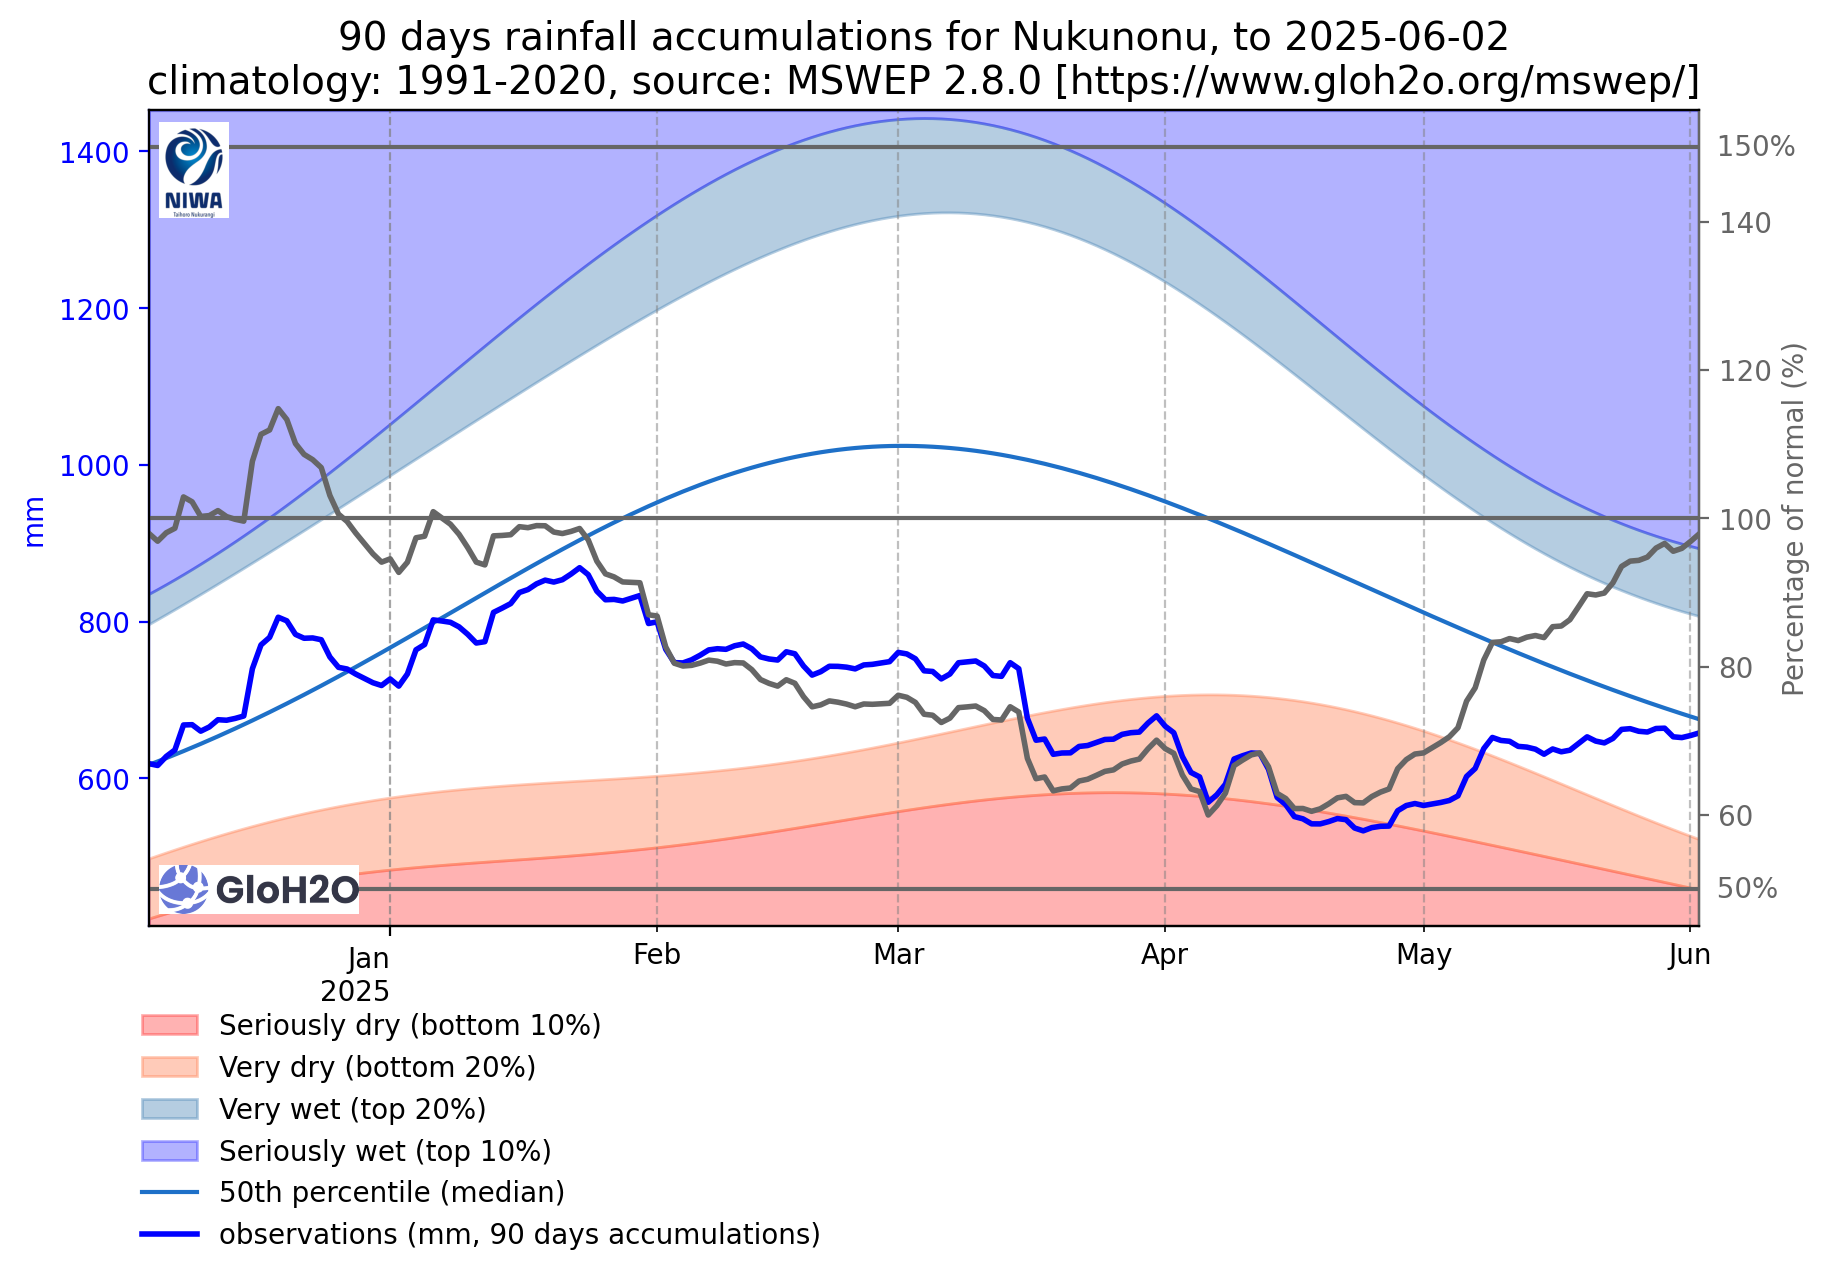 90 days rainfall accumulations for Nukunonu, to 2025-06-02
climatology: 1991-2020, source: MSWEP 2.8.0 [https://www.gloh2o.org/mswep/]
1400
1200
1000
800
600
mm
150%
140
120
100
80
60
50%
Percentage of normal (%)
NIWA
Taihoro Nukurangi
GloH2O
Jan
2025
Feb
Mar
Apr
May
Jun
Seriously dry (bottom 10%)
Very dry (bottom 20%)
Very wet (top 20%)
Seriously wet (top 10%)
50th percentile (median)
observations (mm, 90 days accumulations)